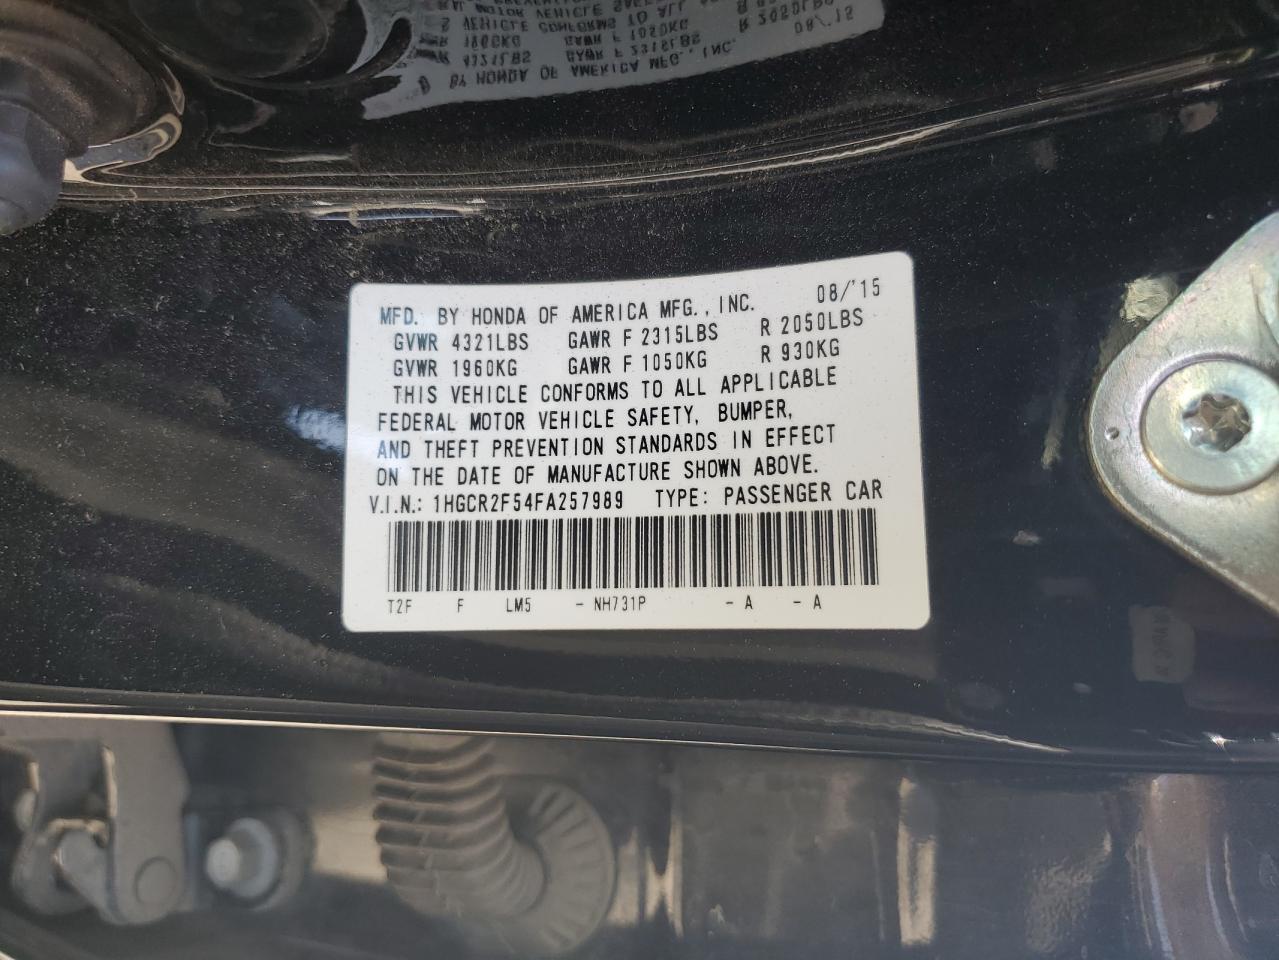 MFD. BY HONDA OF AMERICA MFG., INC. 08/'15
GVWR 4321LBS GAWR F 2315LBS R 2050LBS
GVWR 1960KG GAWR F 1050KG R 930KG
THIS VEHICLE CONFORMS TO ALL APPLICABLE
FEDERAL MOTOR VEHICLE SAFETY, BUMPER,
AND THEFT PREVENTION STANDARDS IN EFFECT
ON THE DATE OF MANUFACTURE SHOWN ABOVE.
V.I.N.: 1HGCR2F54FA257989 TYPE: PASSENGER CAR
T2F F LM5 - NH731P - A - A